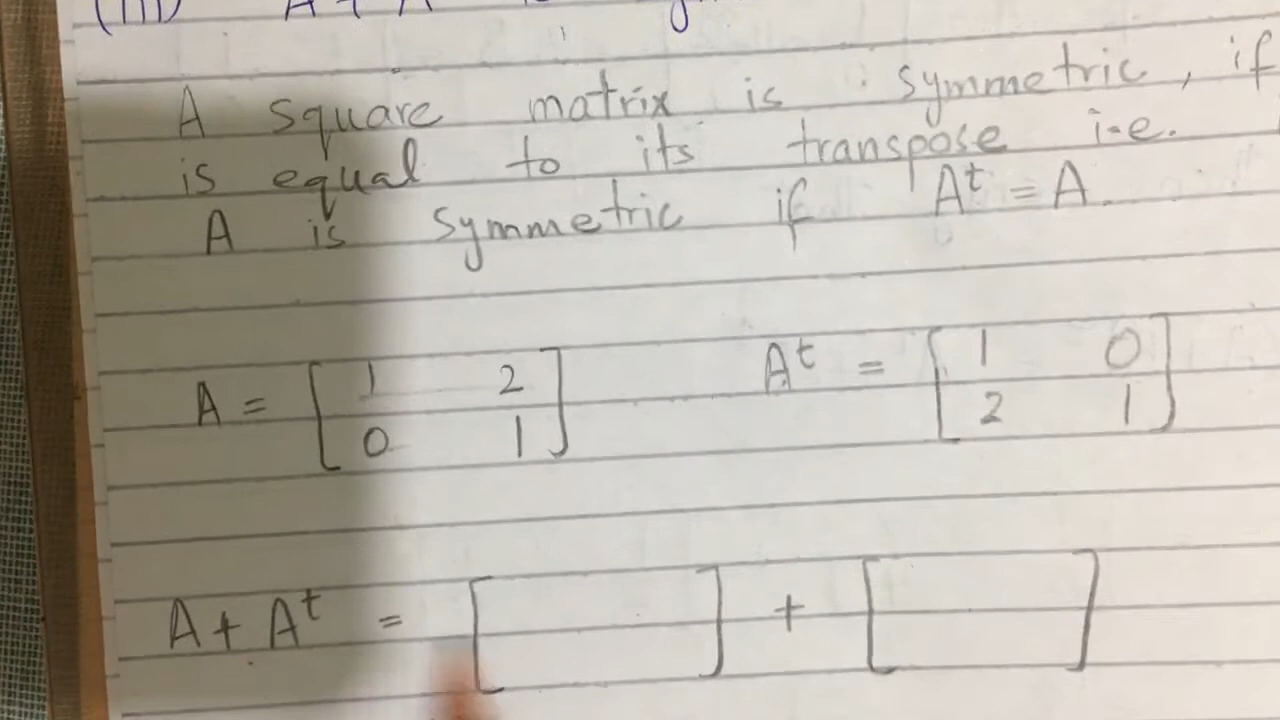 (iii) A + A
A square matrix is symmetric, if
is equal to its transpose i.e.
A is symmetric if Aᵗ = A.
A = [1 2
0 1] Aᵗ = [1 0
2 1]
A + Aᵗ = [ ] + [ ]